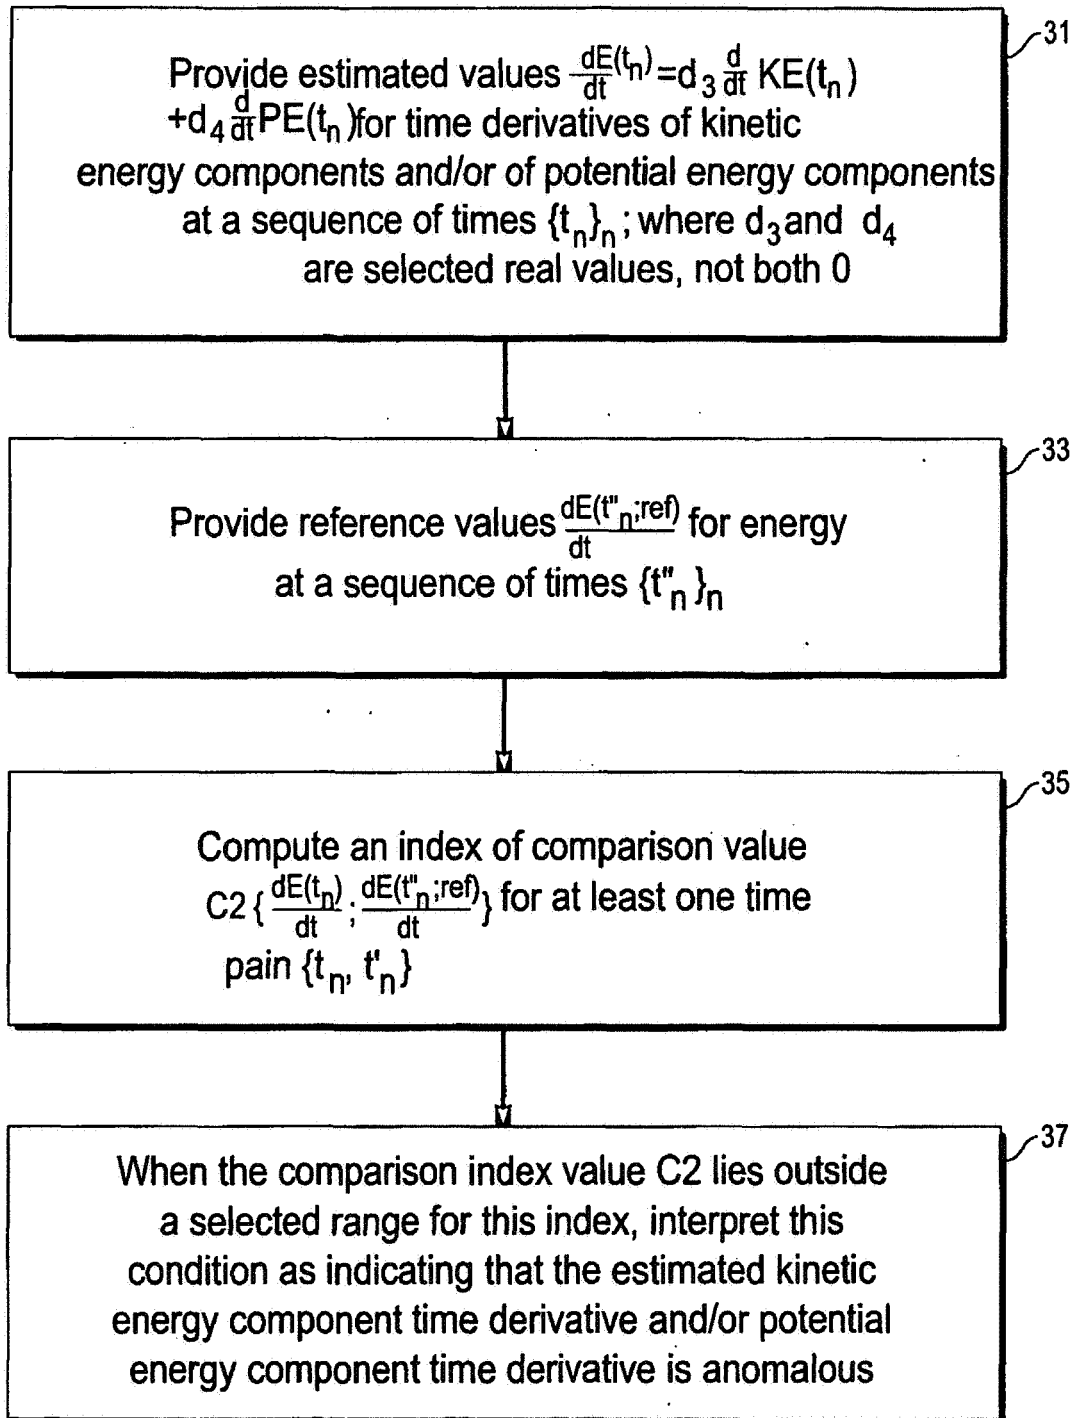 31
Provide estimated values dE(tₙ)/dt = d₃ d/dt KE(tₙ)
+d₄ d/dt PE(tₙ) for time derivatives of kinetic
energy components and/or of potential energy components
at a sequence of times {tₙ}ₙ ; where d₃ and d₄
are selected real values, not both 0
33
Provide reference values dE(t"ₙ;ref)/dt for energy
at a sequence of times {t"ₙ}ₙ
35
Compute an index of comparison value
C2 { dE(tₙ)/dt ; dE(t"ₙ;ref)/dt } for at least one time
pain {tₙ, t'ₙ}
37
When the comparison index value C2 lies outside
a selected range for this index, interpret this
condition as indicating that the estimated kinetic
energy component time derivative and/or potential
energy component time derivative is anomalous